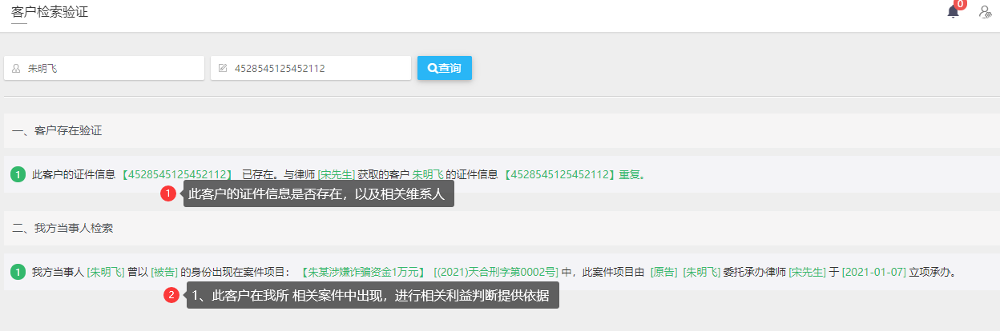 客户检索验证
0
朱明飞 4528545125452112 查询
一、客户存在验证
1 此客户的证件信息【4528545125452112】 已存在。与律师 [宋先生] 获取的客户 朱明飞 的证件信息【4528545125452112】重复。
1 此客户的证件信息是否存在，以及相关维系人
二、我方当事人检索
1 我方当事人 [朱明飞] 曾以 [被告] 的身份出现在案件项目： 【朱某涉嫌诈骗资金1万元】 [(2021)天合刑字第0002号] 中，此案件项目由 [原告] [朱明飞] 委托承办律师 [宋先生] 于 [2021-01-07] 立项承办。
2 1、此客户在我所 相关案件中出现，进行相关利益判断提供依据